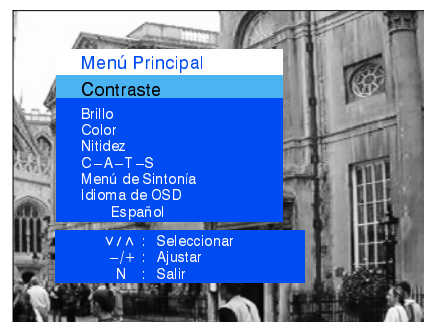 Menú Principal
Contraste
Brillo
Color
Nitidez
C–A–T–S
Menú de Sintonía
Idioma de OSD
Español
∨/∧ : Seleccionar
–/+ : Ajustar
N : Salir